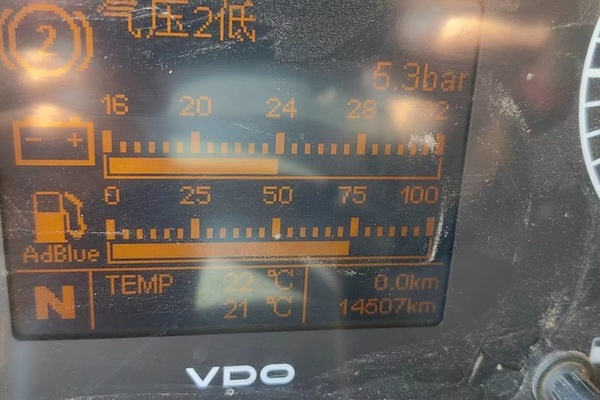 2 气压2低
5.3bar
16 20 24 28 32
- +
0 25 50 75 100
AdBlue
N TEMP 22 °C 0.0km
21 °C 14507km
VDO